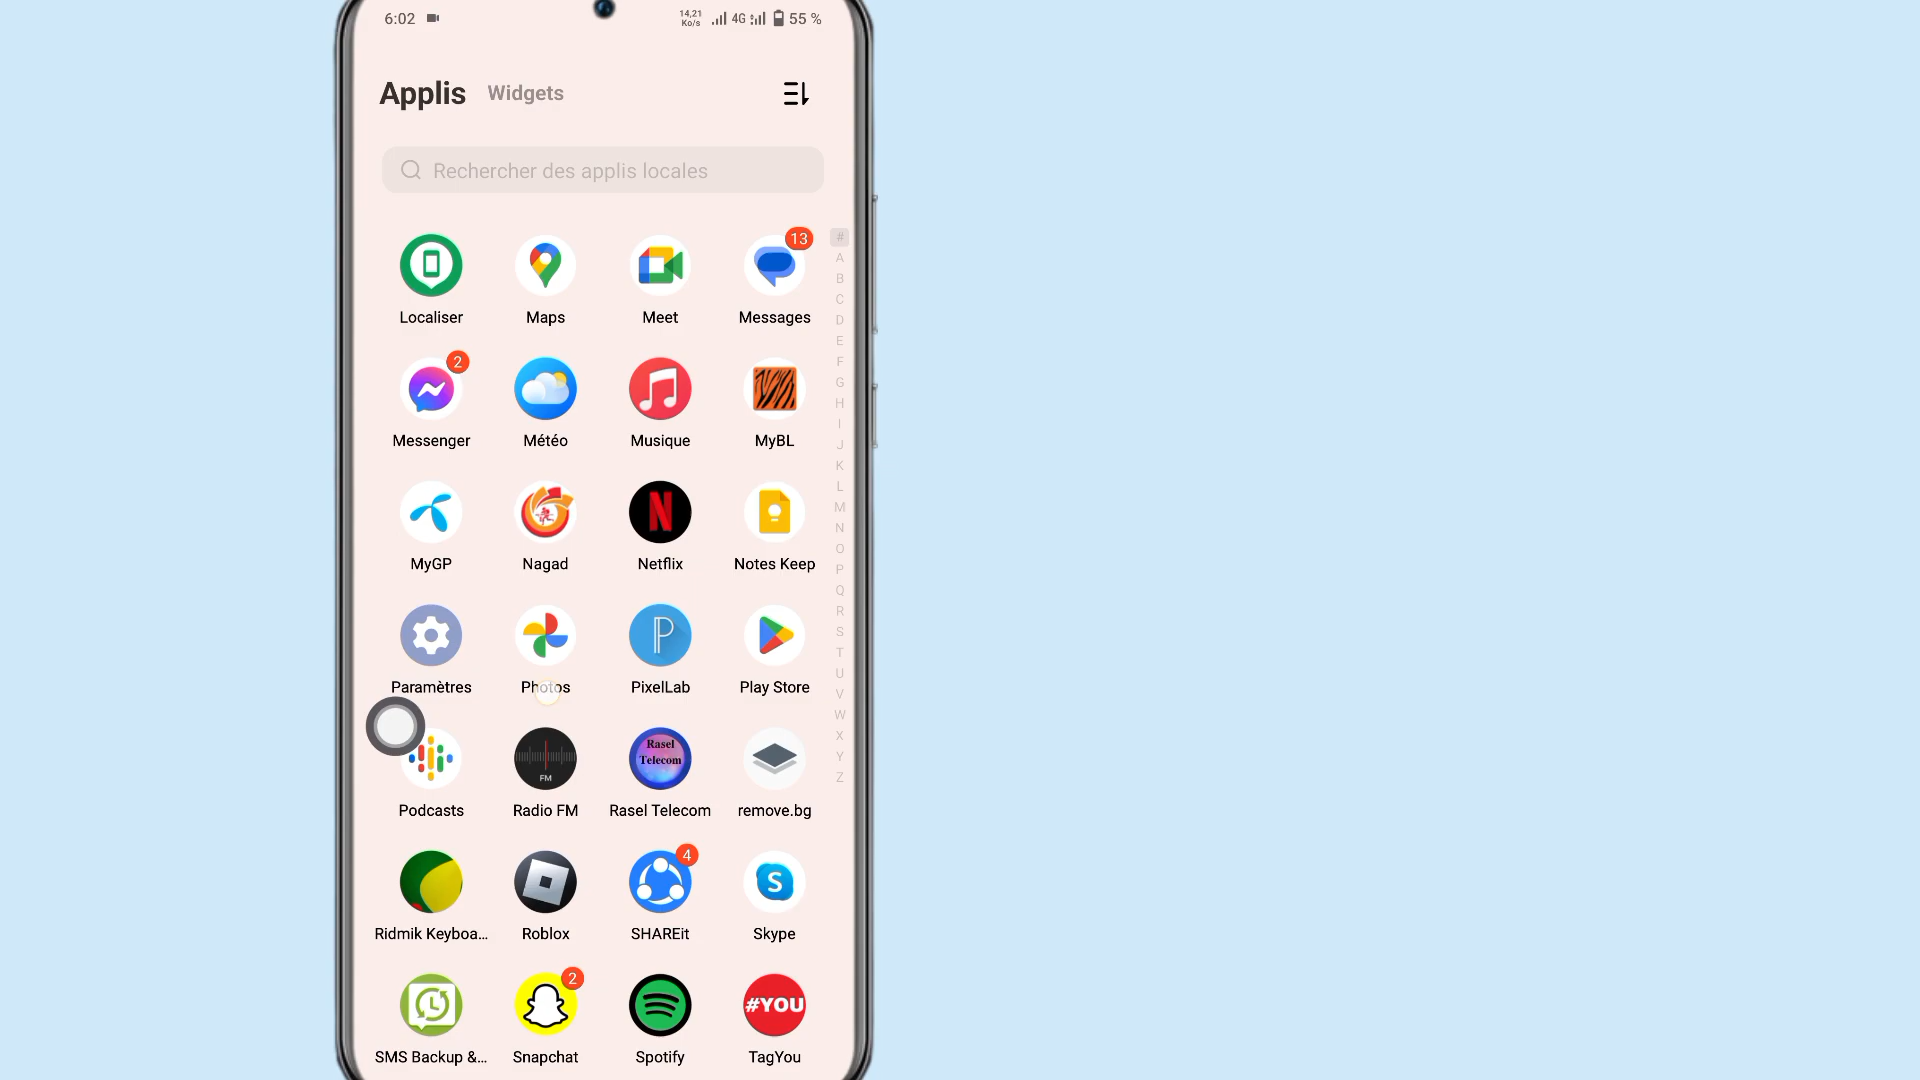 6:02
14,21 Ko/s 4G 55 %
Applis Widgets
Rechercher des applis locales
Localiser Maps Meet Messages 13
Messenger 2 Météo Musique MyBL
MyGP Nagad Netflix Notes Keep
Paramètres Photos PixelLab Play Store
FM
Rasel
Telecom
Podcasts Radio FM Rasel Telecom remove.bg
Ridmik Keyboa... Roblox SHAREit 4 Skype
#YOU
SMS Backup &... Snapchat 2 Spotify TagYou
#
A
B
C
D
E
F
G
H
I
J
K
L
M
N
O
P
Q
R
S
T
U
V
W
X
Y
Z